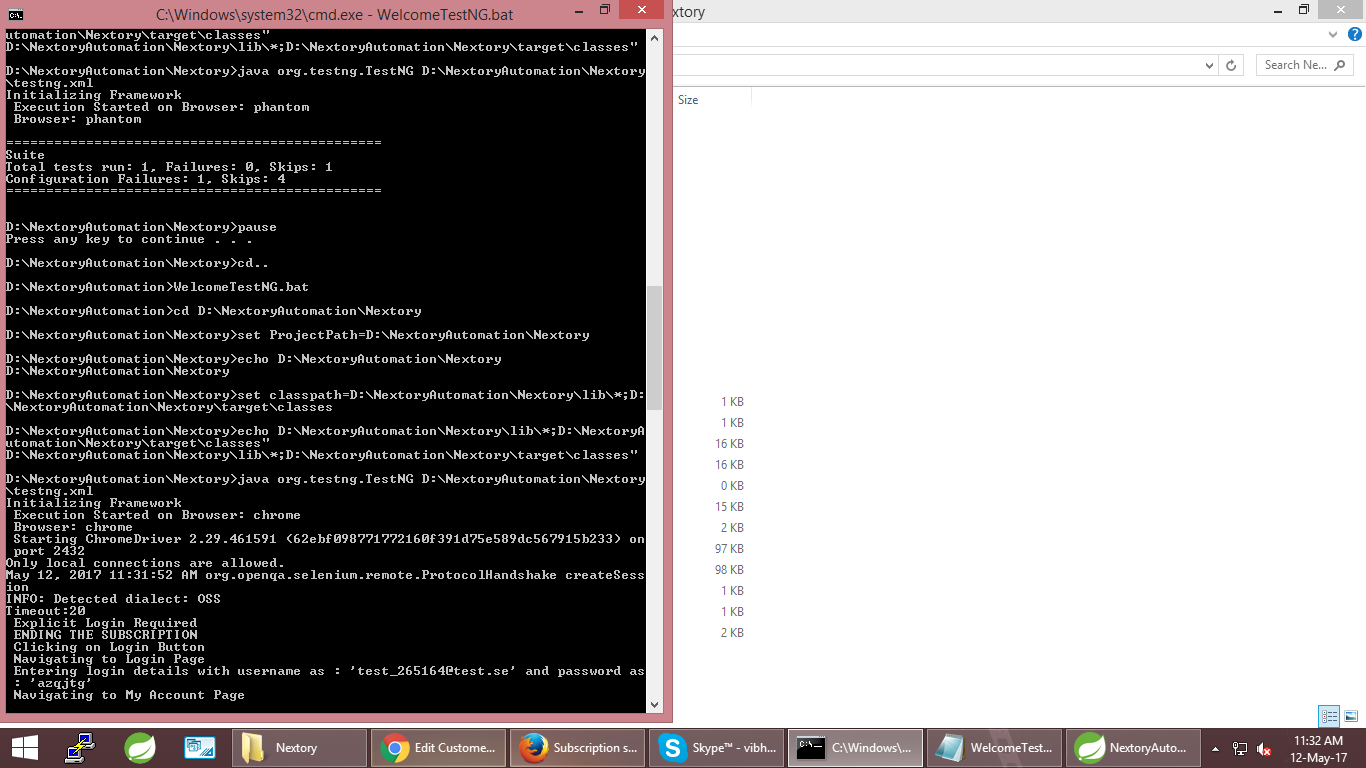 C:\Windows\system32\cmd.exe - WelcomeTestNG.bat
utomation\Nextory\target\classes"
D:\NextoryAutomation\Nextory\lib\*;D:\NextoryAutomation\Nextory\target\classes"
D:\NextoryAutomation\Nextory>java org.testng.TestNG D:\NextoryAutomation\Nextory
\testng.xml
Initializing Framework
Execution Started on Browser: phantom
Browser: phantom
===============================================
Suite
Total tests run: 1, Failures: 0, Skips: 1
Configuration Failures: 1, Skips: 4
===============================================
D:\NextoryAutomation\Nextory>pause
Press any key to continue . . .
D:\NextoryAutomation\Nextory>cd..
D:\NextoryAutomation>WelcomeTestNG.bat
D:\NextoryAutomation>cd D:\NextoryAutomation\Nextory
D:\NextoryAutomation\Nextory>set ProjectPath=D:\NextoryAutomation\Nextory
D:\NextoryAutomation\Nextory>echo D:\NextoryAutomation\Nextory
D:\NextoryAutomation\Nextory
D:\NextoryAutomation\Nextory>set classpath=D:\NextoryAutomation\Nextory\lib\*;D:
\NextoryAutomation\Nextory\target\classes
D:\NextoryAutomation\Nextory>echo D:\NextoryAutomation\Nextory\lib\*;D:\NextoryA
utomation\Nextory\target\classes"
D:\NextoryAutomation\Nextory\lib\*;D:\NextoryAutomation\Nextory\target\classes"
D:\NextoryAutomation\Nextory>java org.testng.TestNG D:\NextoryAutomation\Nextory
\testng.xml
Initializing Framework
Execution Started on Browser: chrome
Browser: chrome
Starting ChromeDriver 2.29.461591 (62ebf098771772160f391d75e589dc567915b233) on
port 2432
Only local connections are allowed.
May 12, 2017 11:31:52 AM org.openqa.selenium.remote.ProtocolHandshake createSess
ion
INFO: Detected dialect: OSS
Timeout:20
Explicit Login Required
ENDING THE SUBSCRIPTION
Clicking on Login Button
Navigating to Login Page
Entering login details with username as : 'test_265164@test.se' and password as
: 'azqjtg'
Navigating to My Account Page
xtory
Search Ne...
Size
1 KB
1 KB
16 KB
16 KB
0 KB
15 KB
2 KB
97 KB
98 KB
1 KB
1 KB
2 KB
Nextory
Edit Custome...
Subscription s...
Skype™ - vibh...
C:\Windows\...
WelcomeTest...
NextoryAuto...
11:32 AM
12-May-17